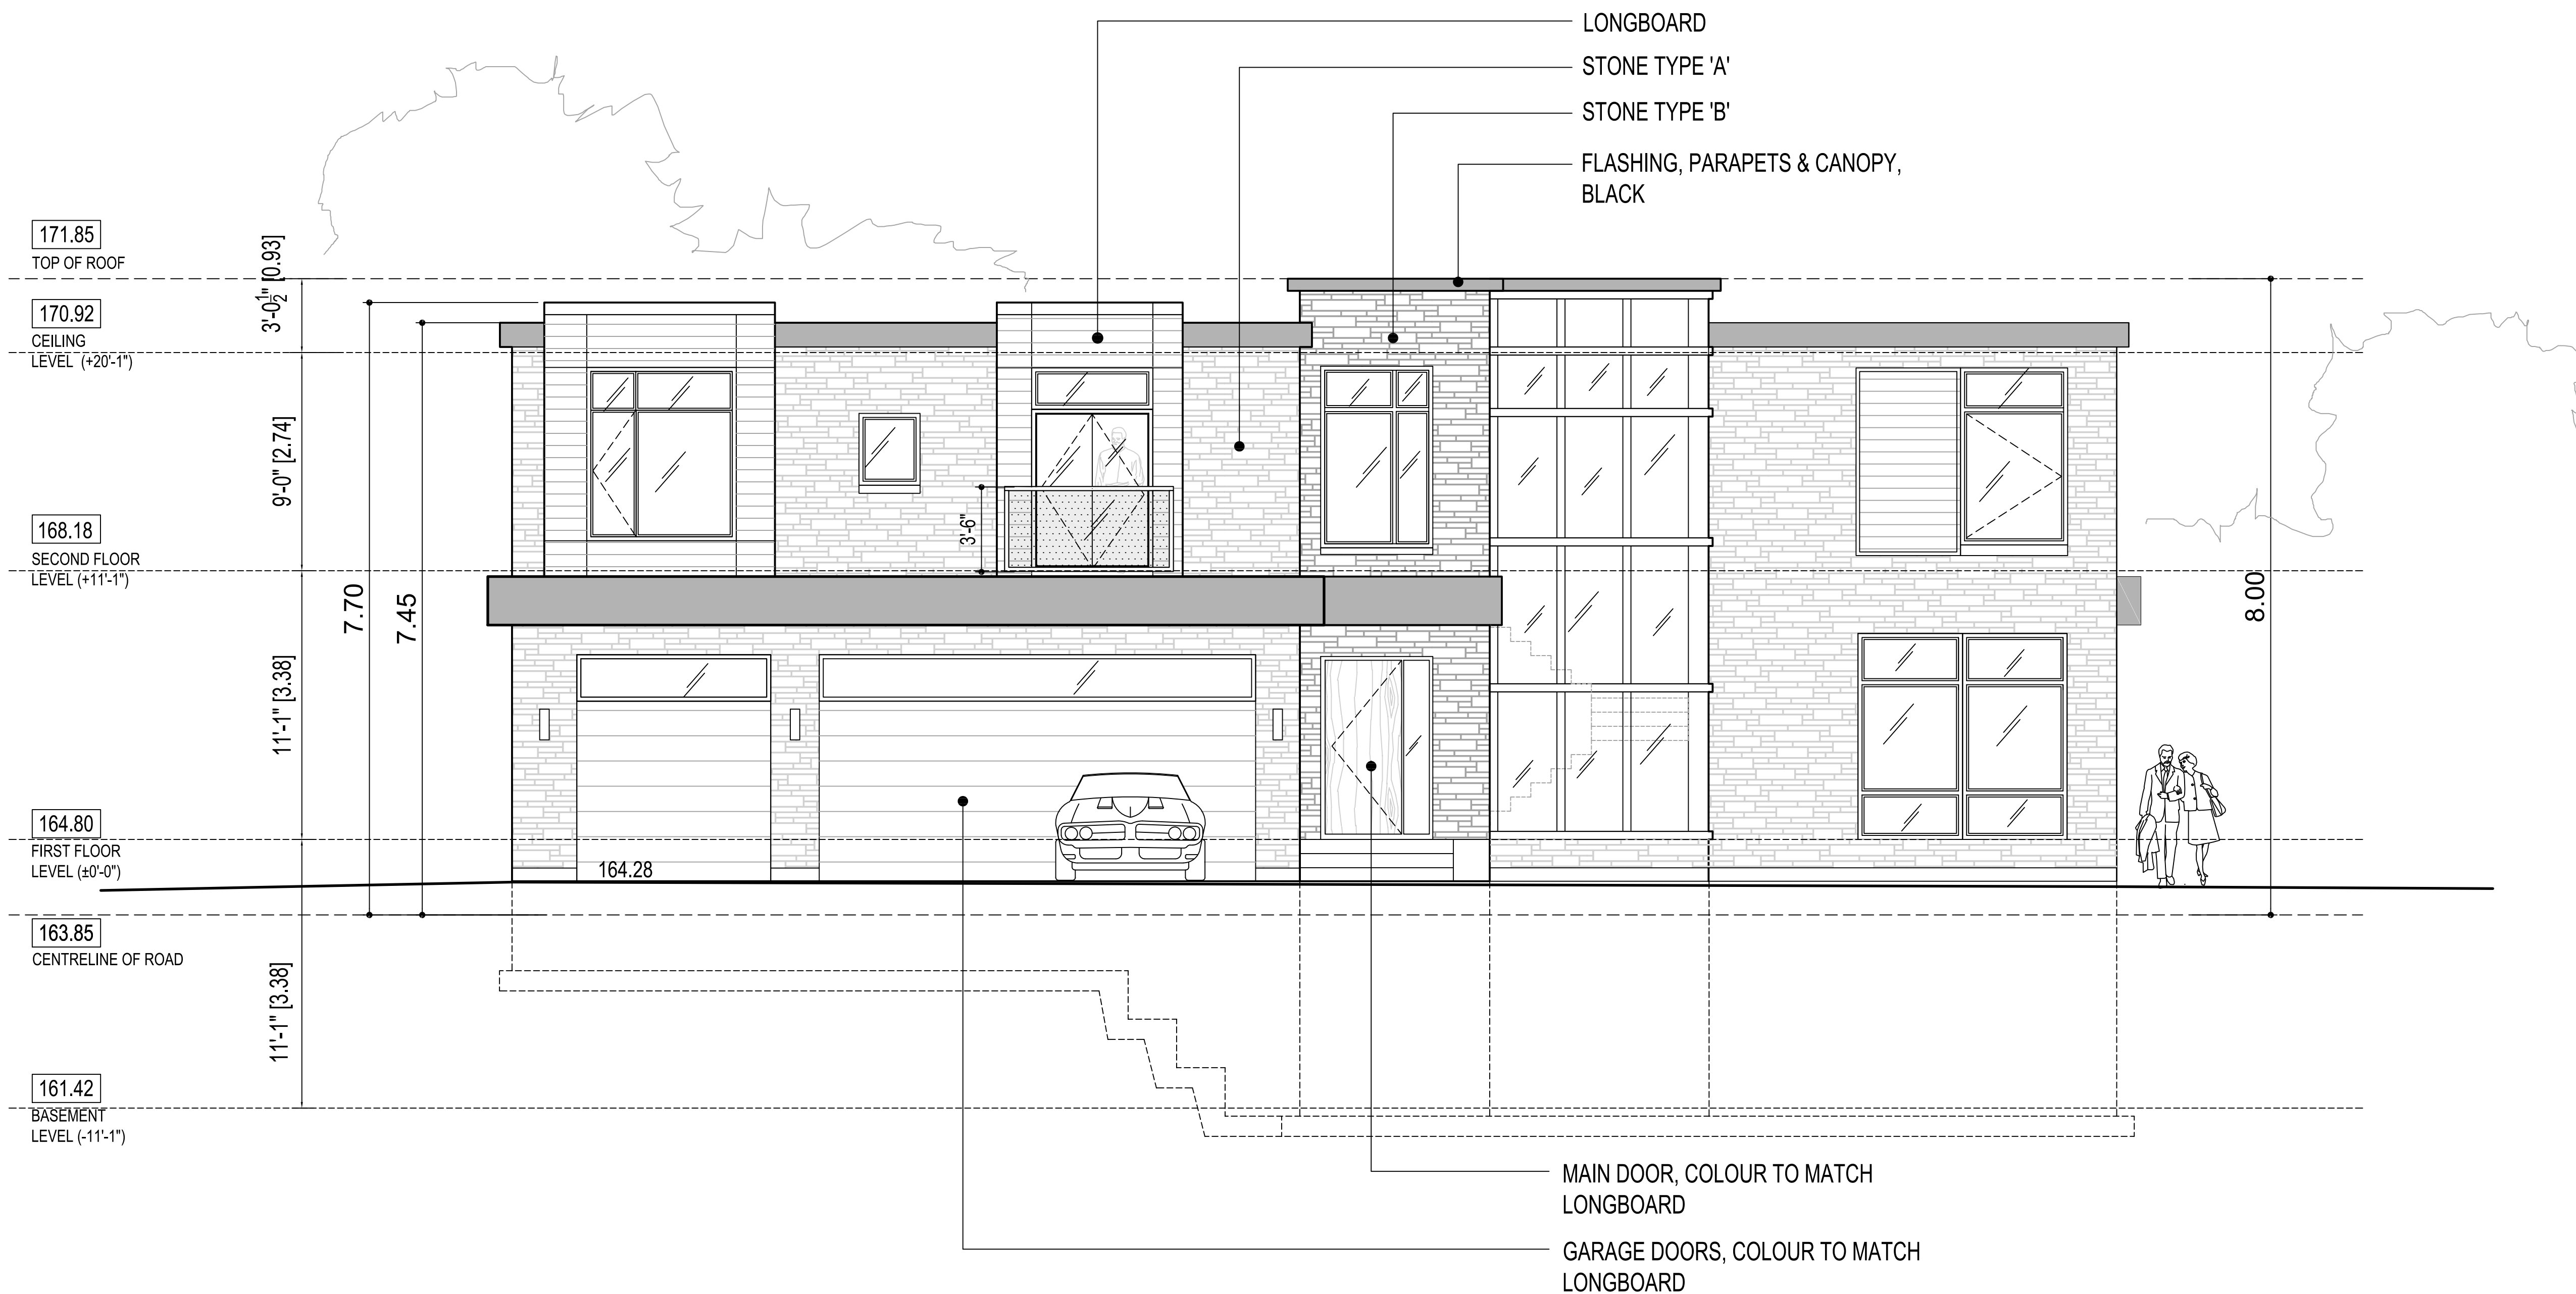 LONGBOARD
STONE TYPE 'A'
STONE TYPE 'B'
FLASHING, PARAPETS & CANOPY,
BLACK
171.85
TOP OF ROOF
3'-0 1/2" [0.93]
170.92
CEILING
LEVEL (+20'-1")
9'-0" [2.74]
168.18
SECOND FLOOR
LEVEL (+11'-1")
3'-6"
7.70
7.45
8.00
11'-1" [3.38]
164.80
FIRST FLOOR
LEVEL (±0'-0")
164.28
163.85
CENTRELINE OF ROAD
11'-1" [3.38]
161.42
BASEMENT
LEVEL (-11'-1")
MAIN DOOR, COLOUR TO MATCH
LONGBOARD
GARAGE DOORS, COLOUR TO MATCH
LONGBOARD